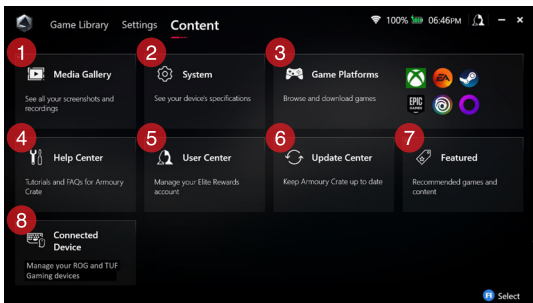 Game Library Settings Content 100% 06:46PM
1 2 3
Media Gallery System Game Platforms
See all your screenshots and See your device's specifications Browse and download games
recordings
EA
EPIC
GAMES
4 5 6 7
Help Center User Center Update Center Featured
Tutorials and FAQs for Armoury Manage your Elite Rewards Keep Armoury Crate up to date Recommended games and
Crate account content
8
Connected
Device
Manage your ROG and TUF
Gaming devices
Select